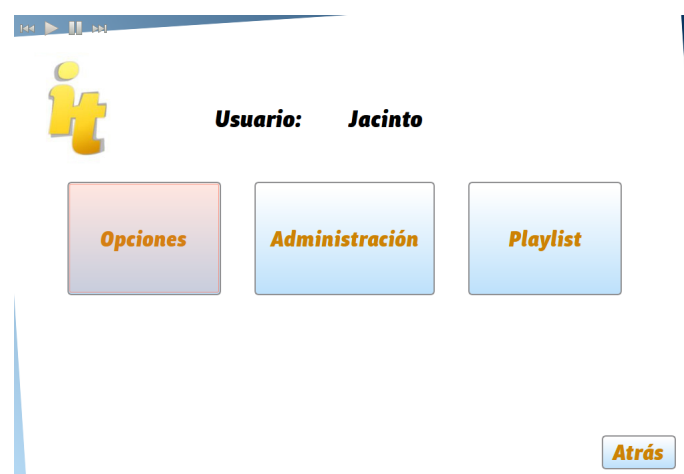 it
Usuario: Jacinto
Opciones Administración Playlist
Atrás